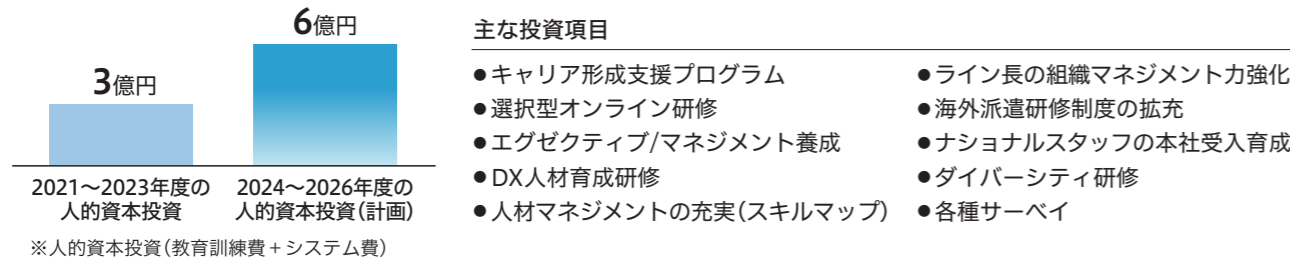 6億円
3億円
2021〜2023年度の
人的資本投資
2024〜2026年度の
人的資本投資(計画)
※人的資本投資(教育訓練費+システム費)
主な投資項目
●キャリア形成支援プログラム
●選択型オンライン研修
●エグゼクティブ/マネジメント養成
●DX人材育成研修
●人材マネジメントの充実(スキルマップ)
●ライン長の組織マネジメント力強化
●海外派遣研修制度の拡充
●ナショナルスタッフの本社受入育成
●ダイバーシティ研修
●各種サーベイ